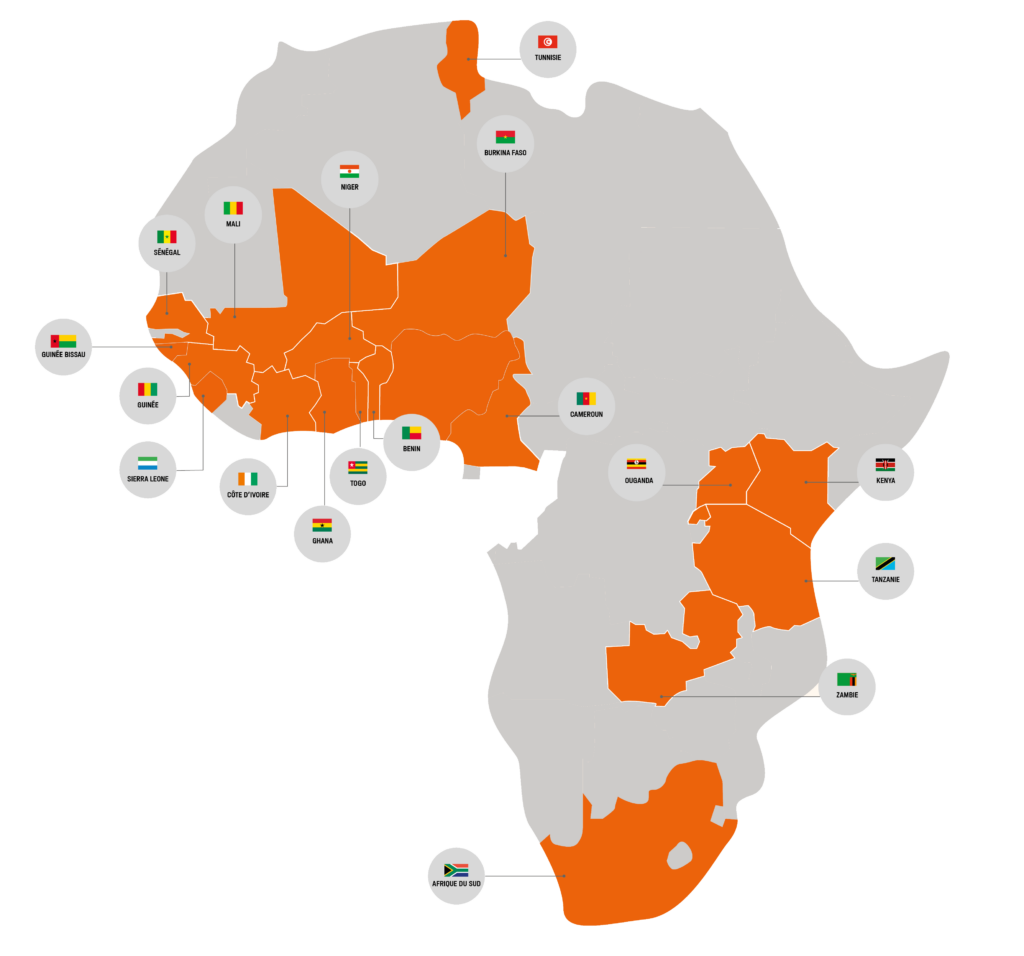 TUNNISIE
BURKINA FASO
NIGER
MALI
SÉNÉGAL
GUINÉE BISSAU
GUINÉE
CAMEROUN
BENIN
SIERRA LEONE
CÔTE D'IVOIRE
TOGO
GHANA
OUGANDA
KENYA
TANZANIE
ZAMBIE
AFRIQUE DU SUD